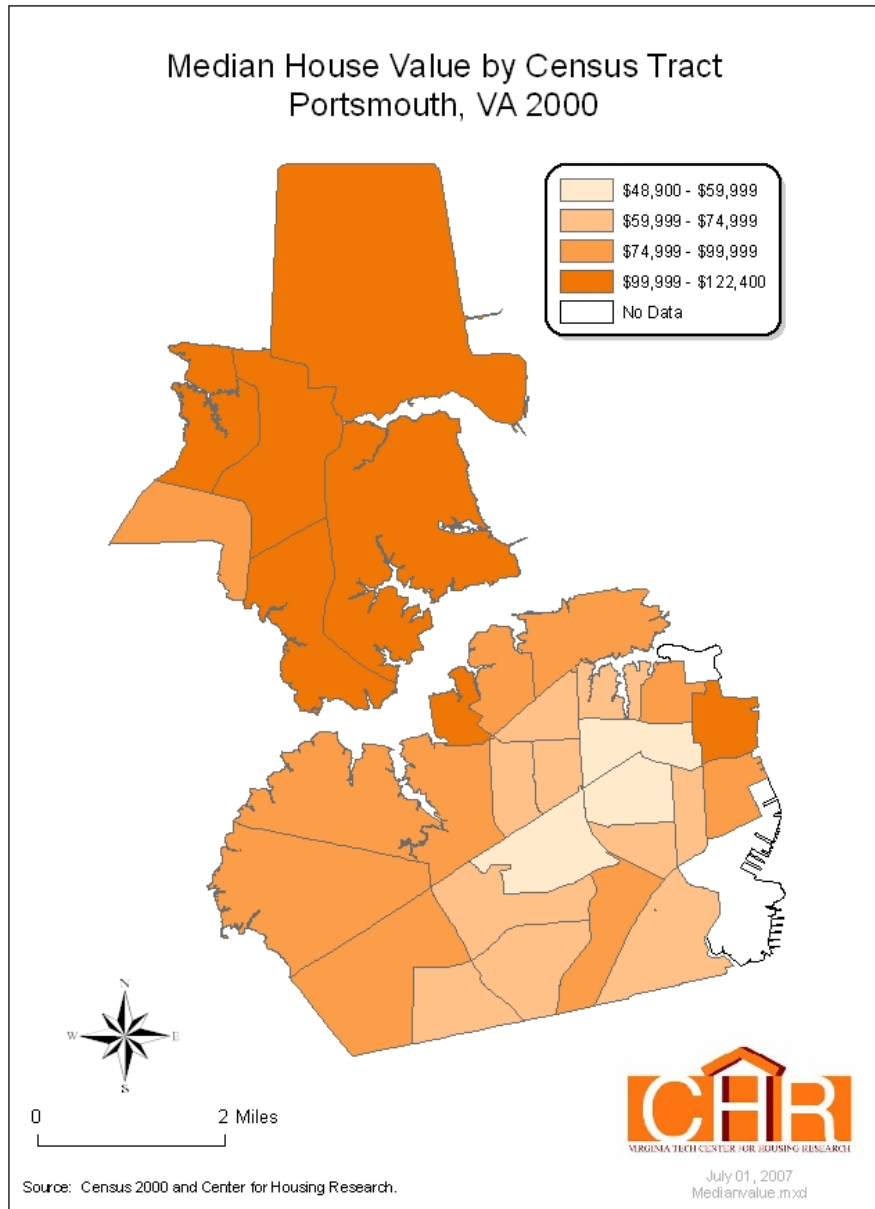 Median House Value by Census Tract
Portsmouth, VA 2000
$48,900 - $59,999
$59,999 - $74,999
$74,999 - $99,999
$99,999 - $122,400
No Data
N
W
E
S
0
2 Miles
CHR
VIRGINIA TECH CENTER FOR HOUSING RESEARCH
July 01, 2007
Medianvalue.mxd
Source: Census 2000 and Center for Housing Research.